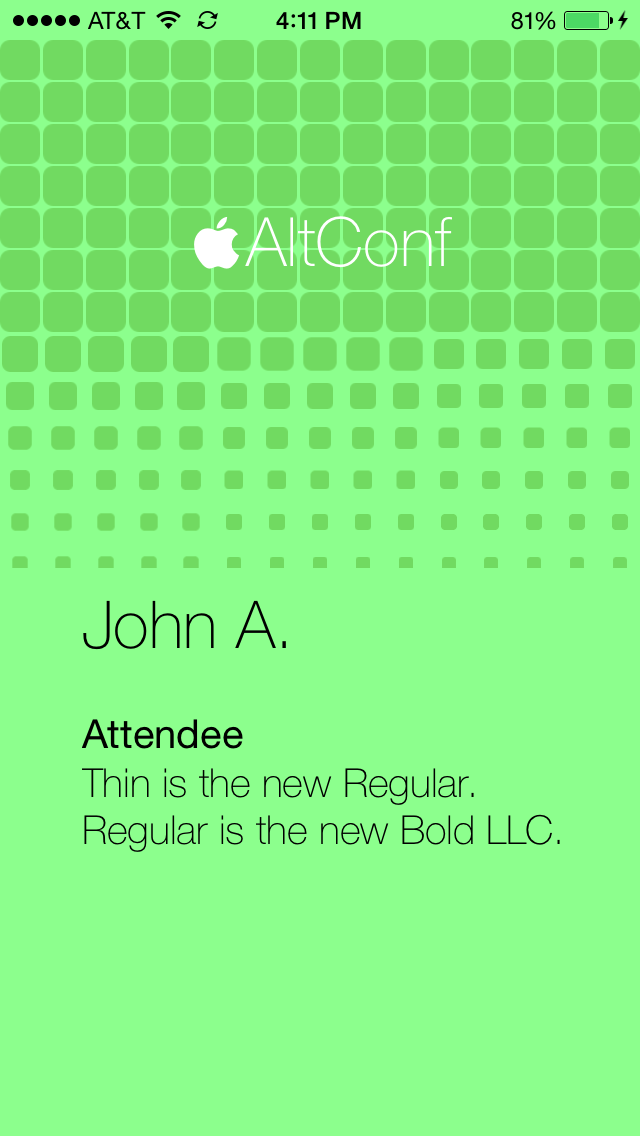 AT&T 4:11 PM 81%
AltConf
John A.
Attendee
Thin is the new Regular.
Regular is the new Bold LLC.